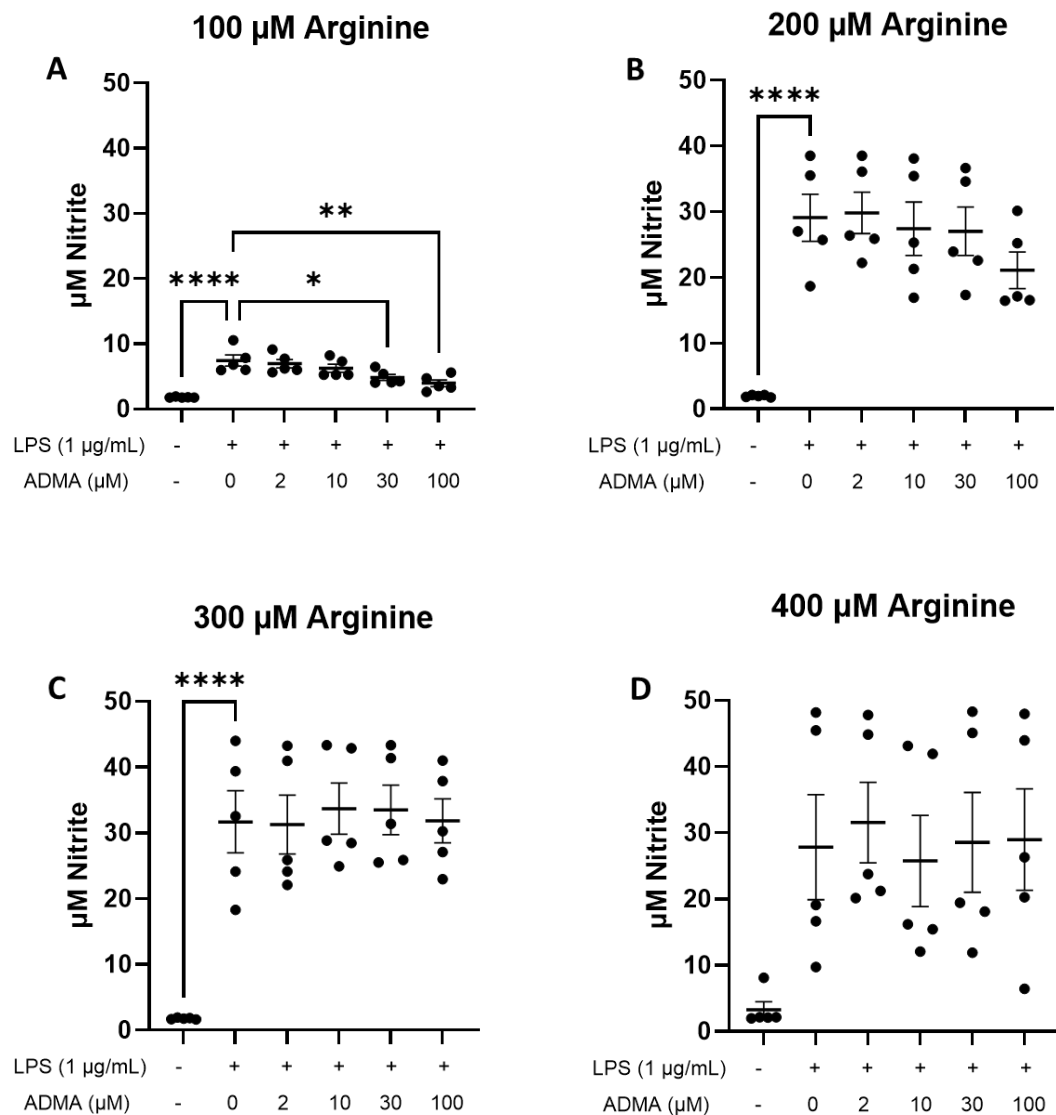 100 µM Arginine
A
50
40
30
20
10
0
µM Nitrite
**
****
*
LPS (1 µg/mL) - + + + + +
ADMA (µM) - 0 2 10 30 100
200 µM Arginine
B
50
40
30
20
10
0
µM Nitrite
****
LPS (1 µg/mL) - + + + + +
ADMA (µM) - 0 2 10 30 100
300 µM Arginine
C
50
40
30
20
10
0
µM Nitrite
****
LPS (1 µg/mL) - + + + + +
ADMA (µM) - 0 2 10 30 100
400 µM Arginine
D
50
40
30
20
10
0
µM Nitrite
LPS (1 µg/mL) - + + + + +
ADMA (µM) - 0 2 10 30 100